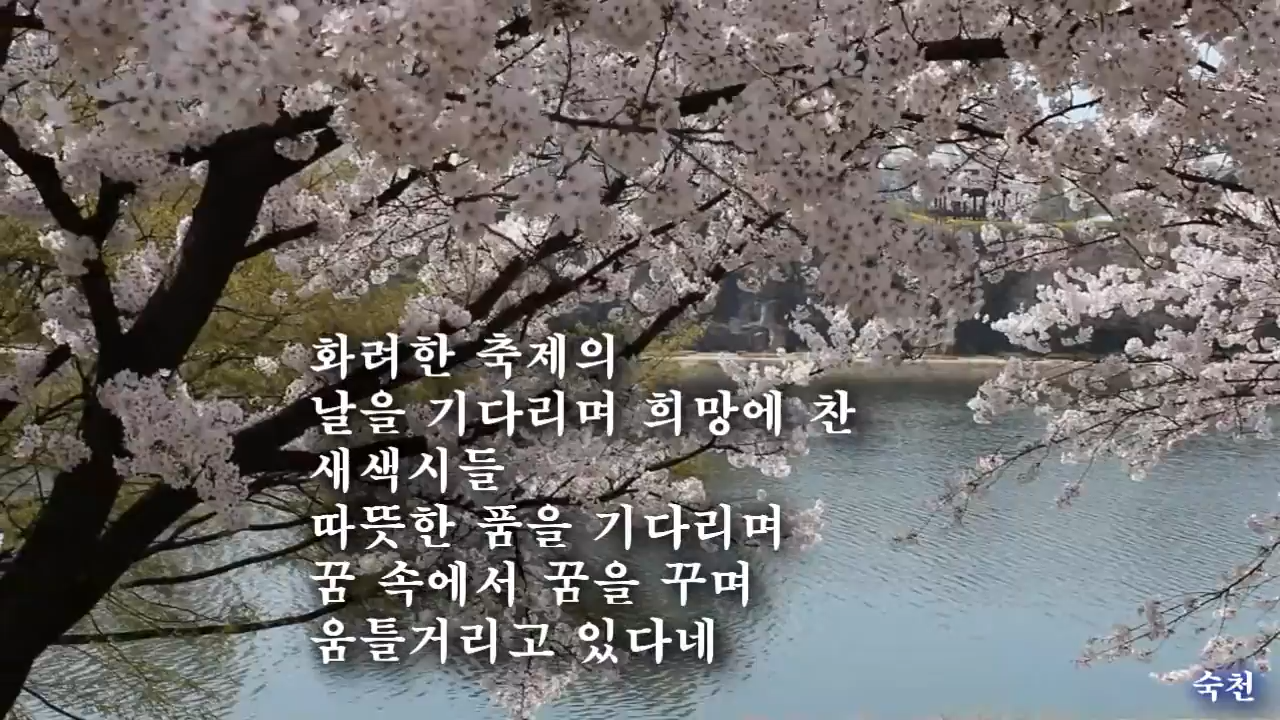 화려한 축제의
날을 기다리며 희망에 찬
새색시들
따뜻한 품을 기다리며
꿈 속에서 꿈을 꾸며
움틀거리고 있다네
숙천